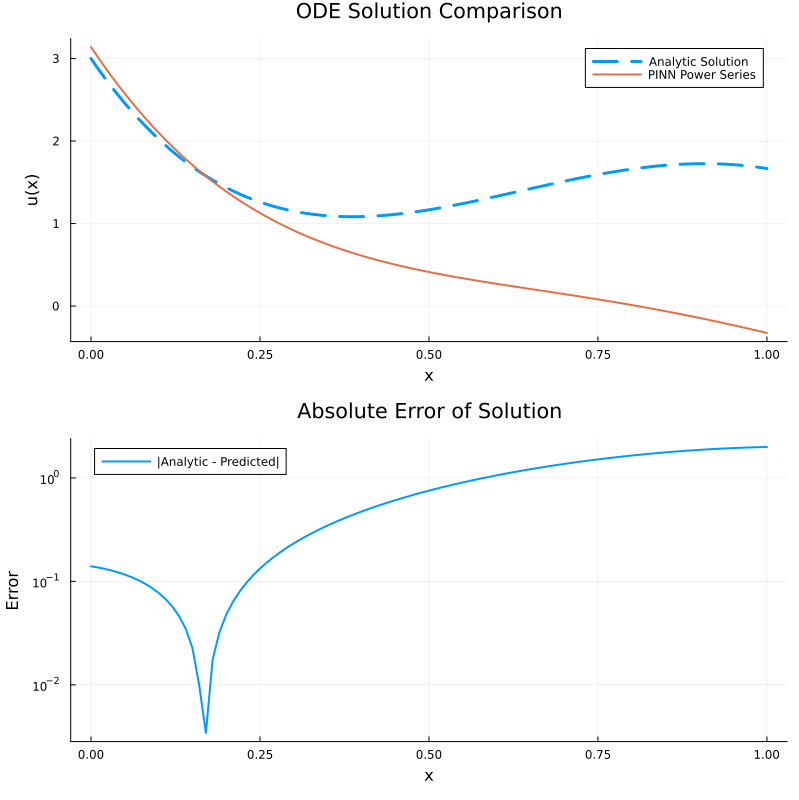 ODE Solution Comparison
3
2
1
0
u(x)
Analytic Solution
PINN Power Series
0.00 0.25 0.50 0.75 1.00
x
Absolute Error of Solution
|Analytic - Predicted|
10⁰
10⁻¹
10⁻²
Error
0.00 0.25 0.50 0.75 1.00
x